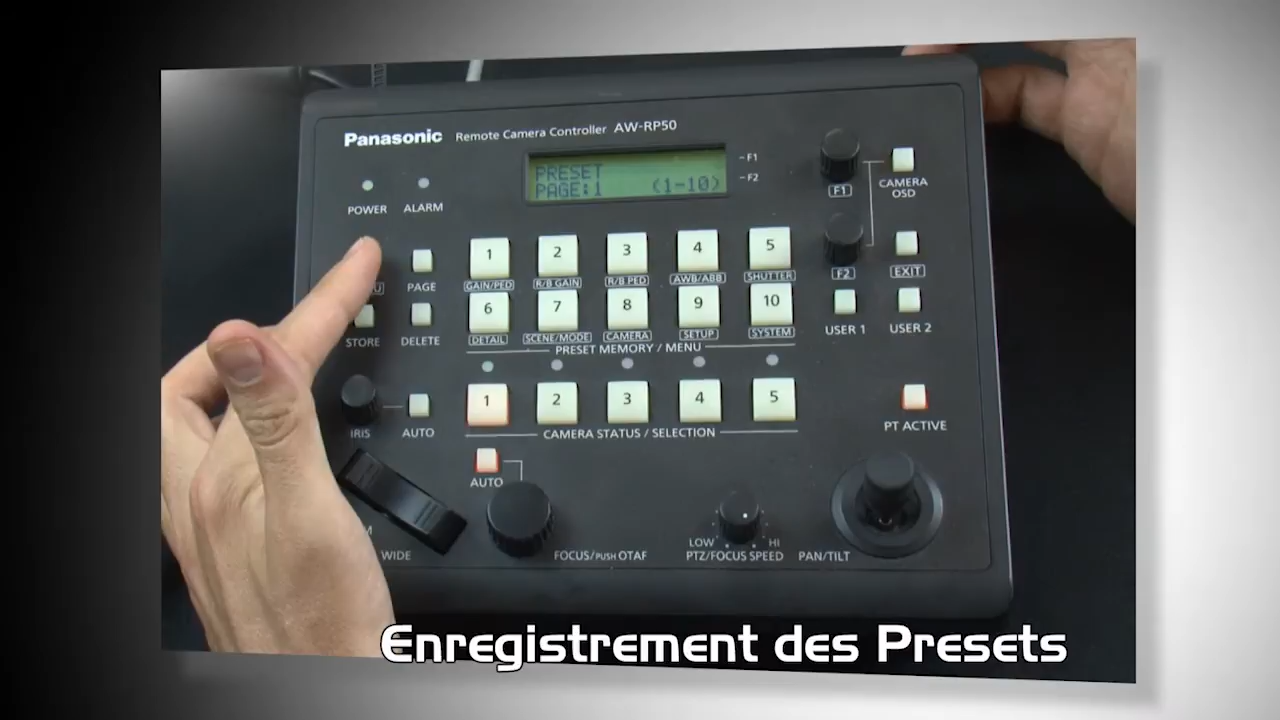 Panasonic Remote Camera Controller AW-RP50
PRESET
PAGE:1 (1-10)
F1
F2
POWER ALARM
F1 CAMERA OSD
PAGE
1 2 3 4 5
GAIN/PED R/B GAIN R/B PED AWB/ABB SHUTTER
F2 EXIT
6 7 8 9 10
DETAIL SCENE/MODE CAMERA SETUP SYSTEM
STORE DELETE
PRESET MEMORY / MENU
USER 1 USER 2
1 2 3 4 5
IRIS AUTO
CAMERA STATUS / SELECTION
PT ACTIVE
AUTO
LOW HI
WIDE
FOCUS/PUSH OTAF
PTZ/FOCUS SPEED
PAN/TILT
Enregistrement des Presets